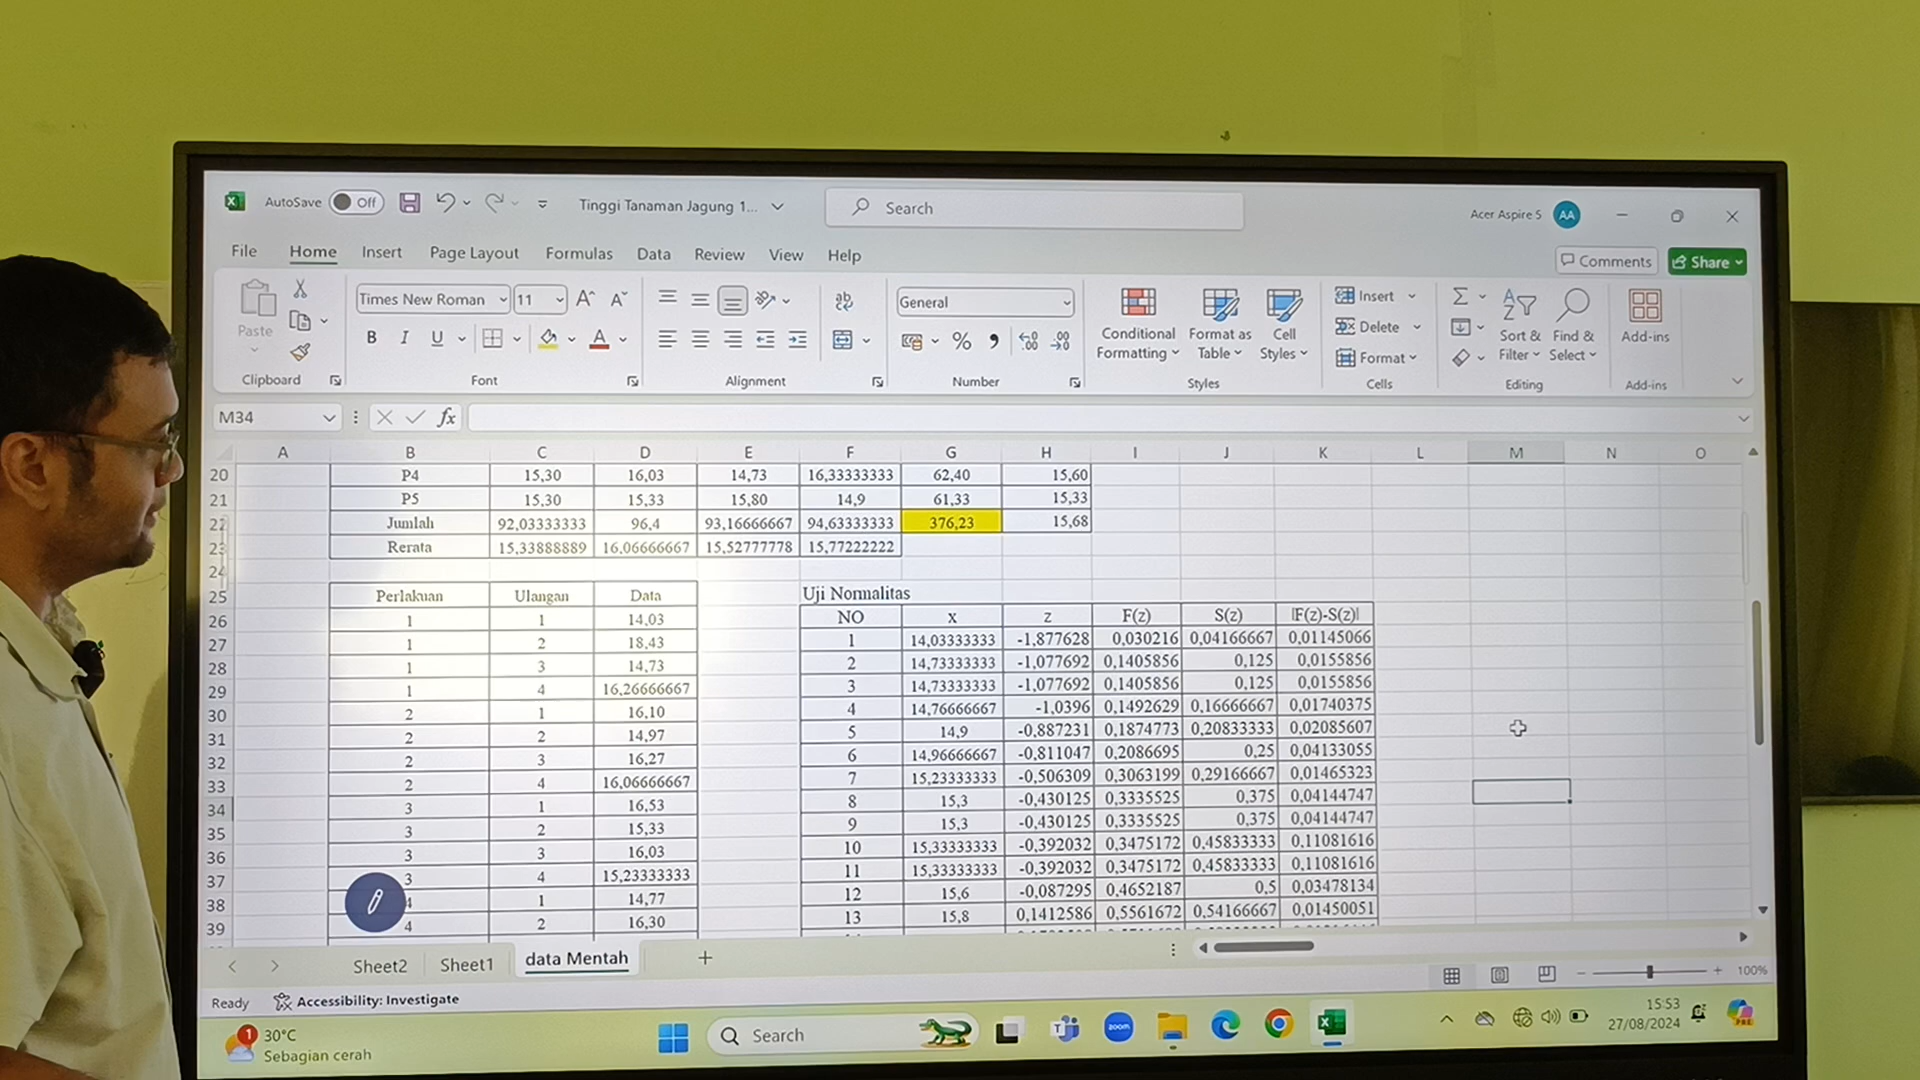 AutoSave Off Tinggi Tanaman Jagung 1... Search Acer Aspire 5 AA
File Home Insert Page Layout Formulas Data Review View Help Comments Share
Paste Times New Roman 11 General Conditional Formatting Format as Table Cell Styles Insert Delete Format Sort & Filter Find & Select Add-ins
Clipboard Font Alignment Number Styles Cells Editing Add-ins
M34 fx
A B C D E F G H I J K L M N O
20 P4 15,30 16,03 14,73 16,33333333 62,40 15,60
21 P5 15,30 15,33 15,80 14,9 61,33 15,33
22 Jumlah 92,03333333 96,4 93,16666667 94,63333333 376,23 15,68
23 Rerata 15,33888889 16,06666667 15,52777778 15,77222222
24
25 Perlakuan Ulangan Data Uji Normalitas
26 1 1 14,03 NO x z F(z) S(z) |F(z)-S(z)|
27 1 2 18,43 1 14,03333333 -1,877628 0,030216 0,04166667 0,01145066
28 1 3 14,73 2 14,73333333 -1,077692 0,1405856 0,125 0,0155856
29 1 4 16,26666667 3 14,73333333 -1,077692 0,1405856 0,125 0,0155856
30 2 1 16,10 4 14,76666667 -1,0396 0,1492629 0,16666667 0,01740375
31 2 2 14,97 5 14,9 -0,887231 0,1874773 0,20833333 0,02085607
32 2 3 16,27 6 14,96666667 -0,811047 0,2086695 0,25 0,04133055
33 2 4 16,06666667 7 15,23333333 -0,506309 0,3063199 0,29166667 0,01465323
34 3 1 16,53 8 15,3 -0,430125 0,3335525 0,375 0,04144747
35 3 2 15,33 9 15,3 -0,430125 0,3335525 0,375 0,04144747
36 3 3 16,03 10 15,33333333 -0,392032 0,3475172 0,45833333 0,11081616
37 3 4 15,23333333 11 15,33333333 -0,392032 0,3475172 0,45833333 0,11081616
38 4 1 14,77 12 15,6 -0,087295 0,4652187 0,5 0,03478134
39 4 2 16,30 13 15,8 0,1412586 0,5561672 0,54166667 0,01450051
Sheet2 Sheet1 data Mentah
Ready Accessibility: Investigate 100%
1 30°C
Sebagian cerah
Search zoom 15:53
27/08/2024